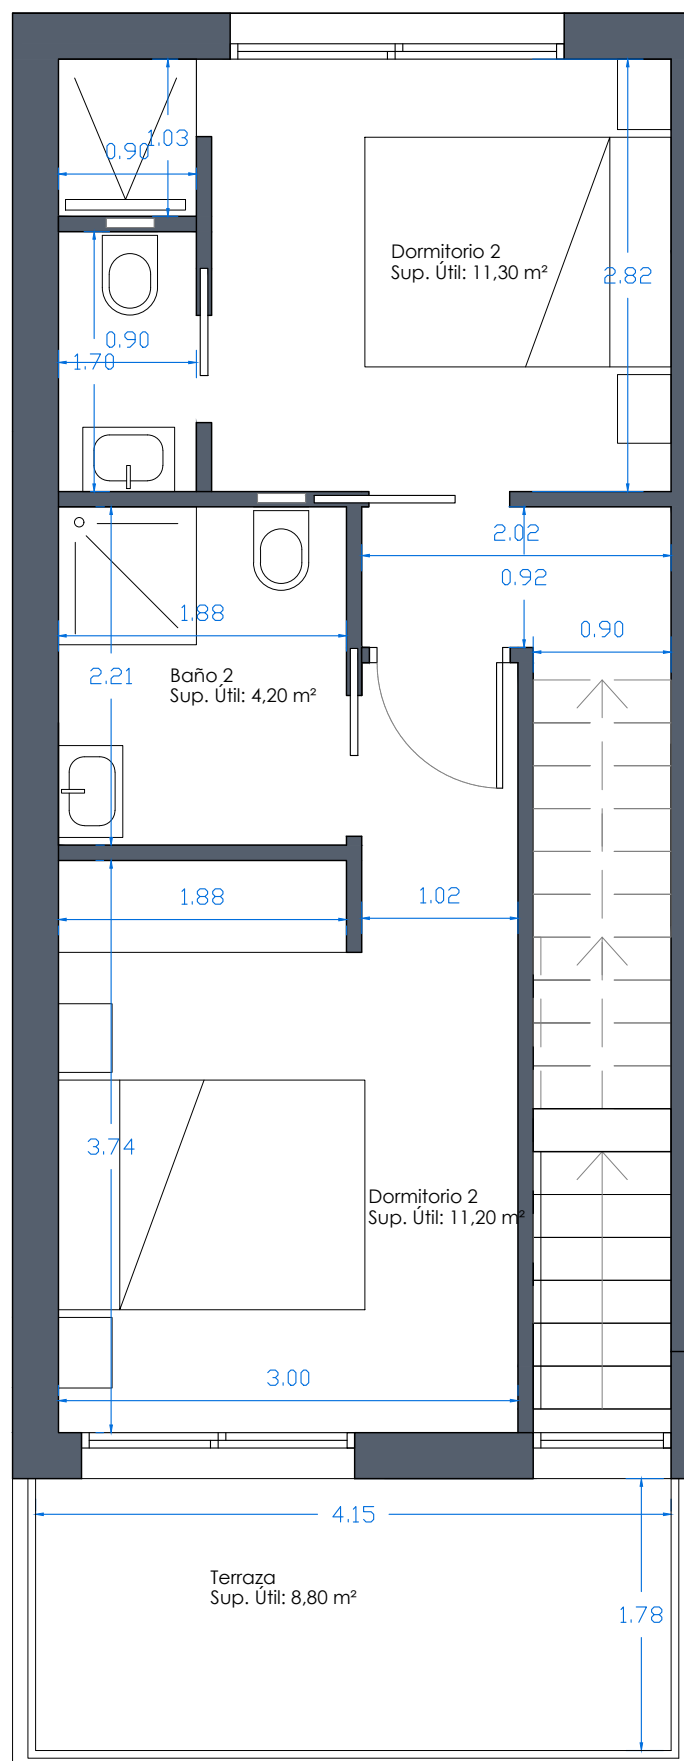 1.03
0.90
Dormitorio 2
Sup. Útil: 11,30 m²
2.82
0.90
1.70
2.02
0.92
1.88
0.90
2.21
Baño 2
Sup. Útil: 4,20 m²
1.88
1.02
3.74
Dormitorio 2
Sup. Útil: 11,20 m²
3.00
4.15
Terraza
Sup. Útil: 8,80 m²
1.78